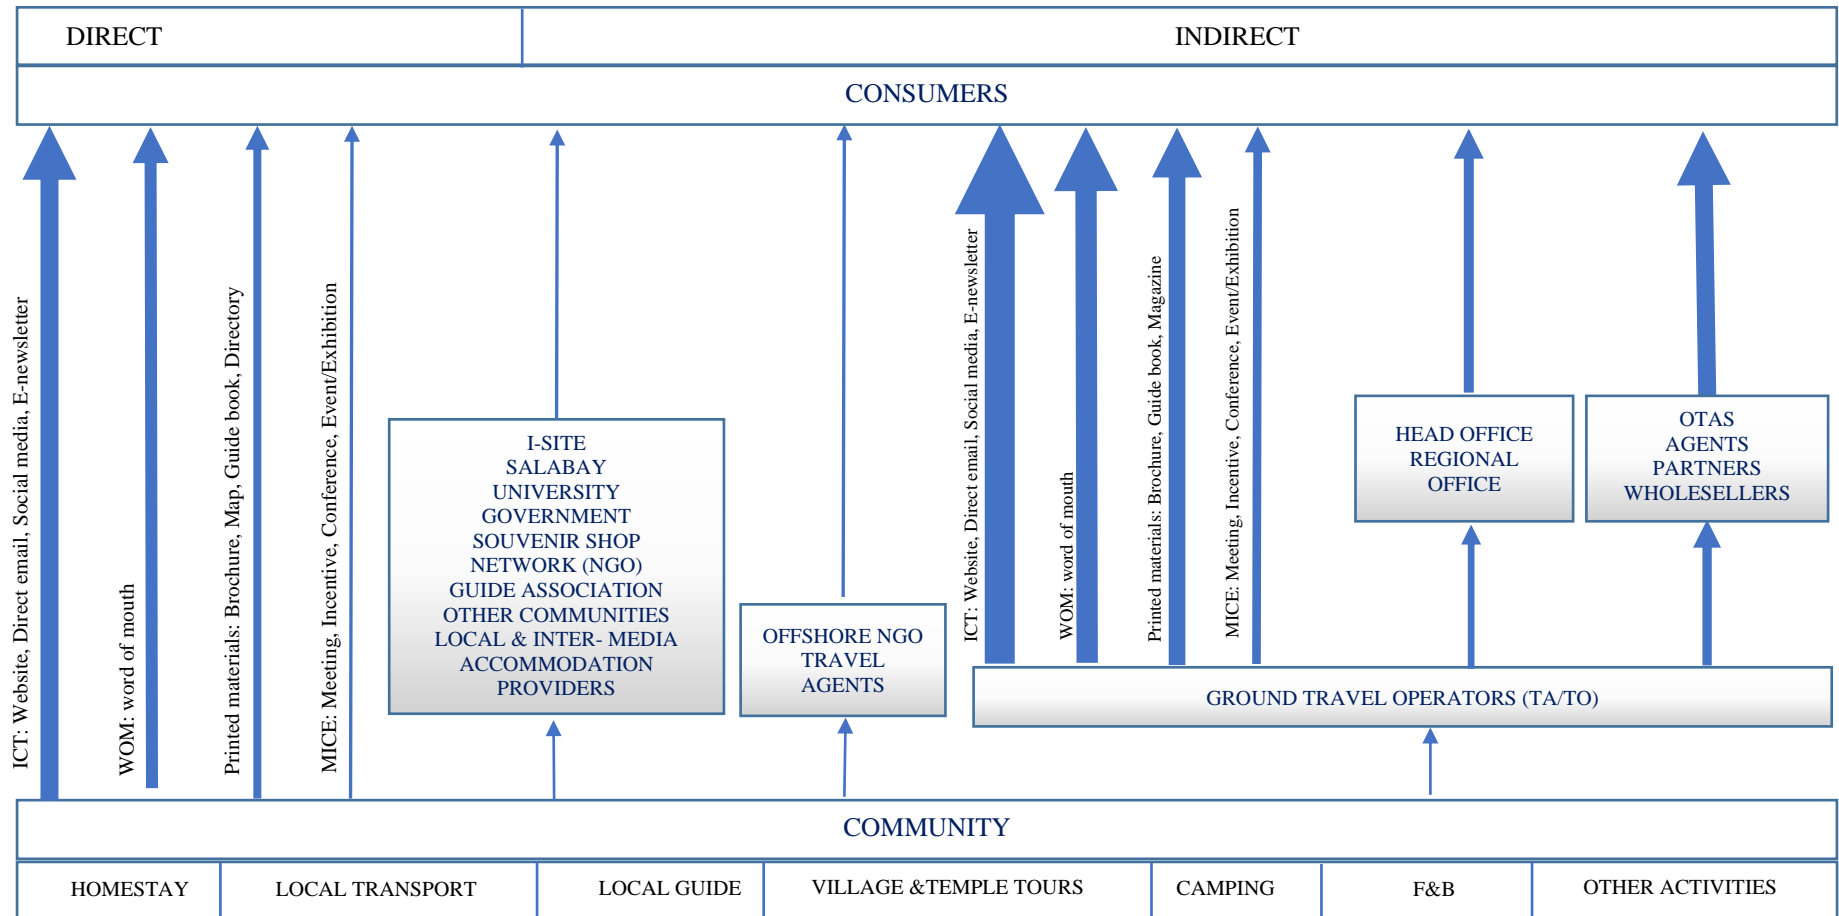 DIRECT
INDIRECT
CONSUMERS
ICT: Website, Direct email, Social media, E-newsletter
WOM: word of mouth
Printed materials: Brochure, Map, Guide book, Directory
MICE: Meeting, Incentive, Conference, Event/Exhibition
I-SITE
SALABAY
UNIVERSITY
GOVERNMENT
SOUVENIR SHOP
NETWORK (NGO)
GUIDE ASSOCIATION
OTHER COMMUNITIES
LOCAL & INTER- MEDIA
ACCOMMODATION
PROVIDERS
OFFSHORE NGO
TRAVEL
AGENTS
ICT: Website, Direct email, Social media, E-newsletter
WOM: word of mouth
Printed materials: Brochure, Guide book, Magazine
MICE: Meeting, Incentive, Conference, Event/Exhibition
HEAD OFFICE
REGIONAL
OFFICE
OTAS
AGENTS
PARTNERS
WHOLESELLERS
GROUND TRAVEL OPERATORS (TA/TO)
COMMUNITY
HOMESTAY
LOCAL TRANSPORT
LOCAL GUIDE
VILLAGE &TEMPLE TOURS
CAMPING
F&B
OTHER ACTIVITIES